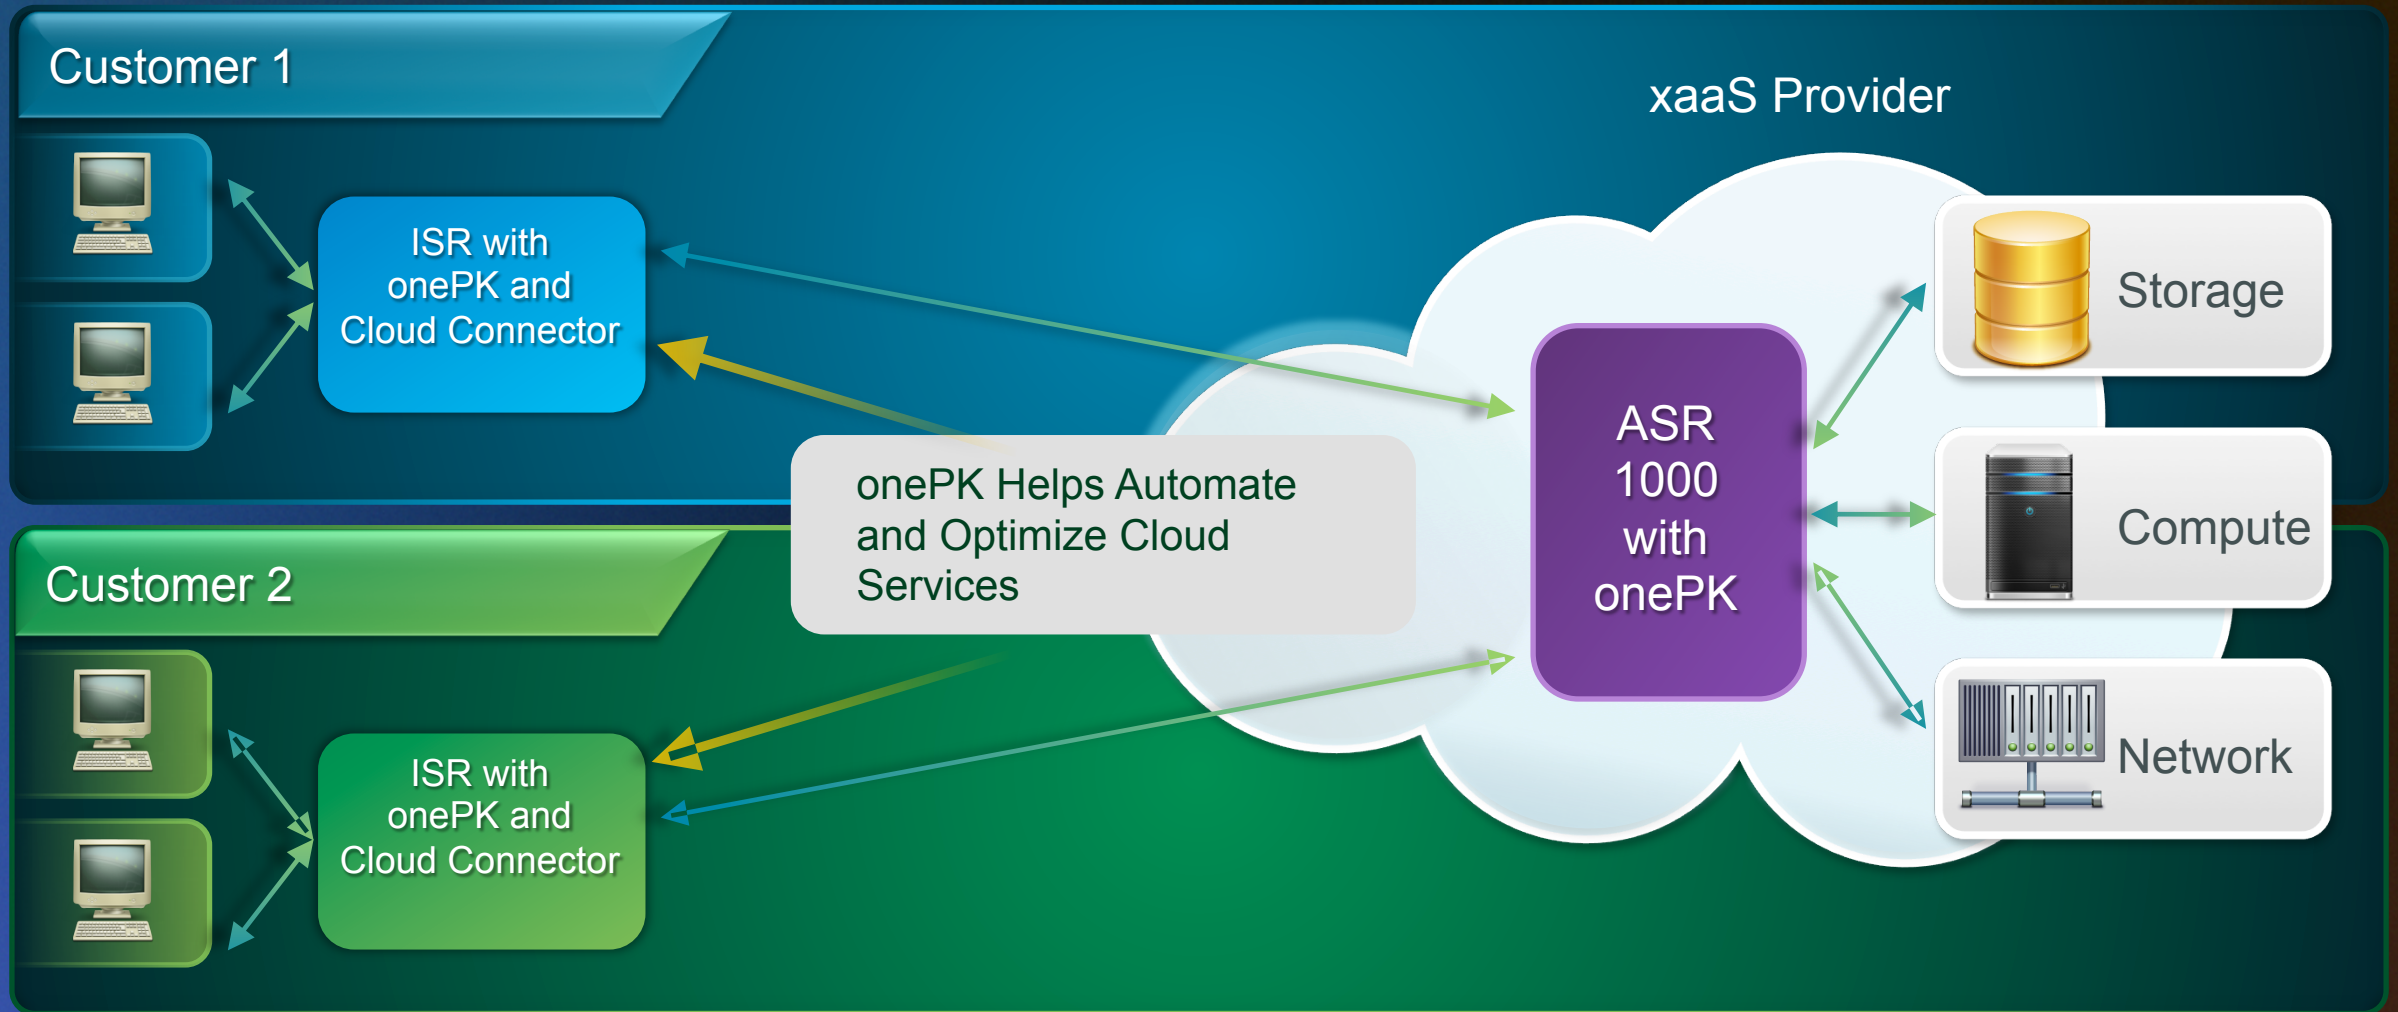 Customer 1
xaaS Provider
ISR with
onePK and
Cloud Connector
Storage
ASR
1000
with
onePK
onePK Helps Automate
and Optimize Cloud
Services
Compute
Customer 2
Network
ISR with
onePK and
Cloud Connector